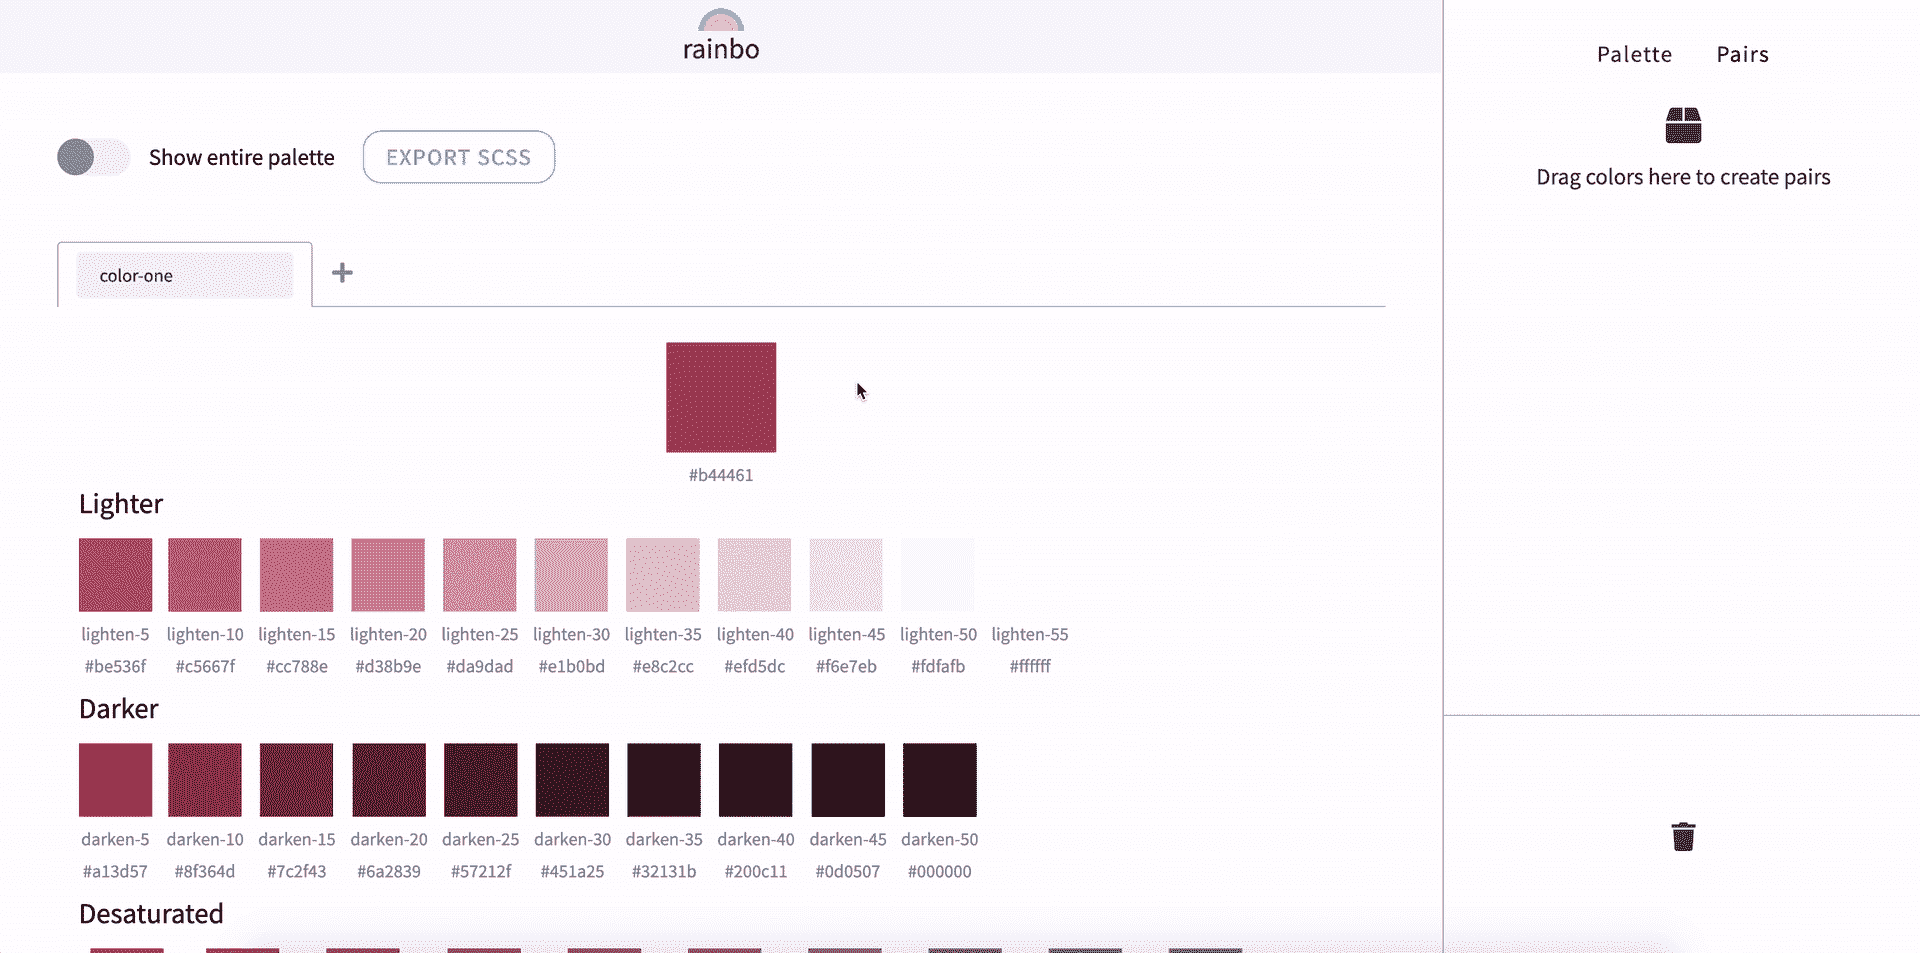 rainbo
Palette Pairs
Show entire palette EXPORT SCSS
Drag colors here to create pairs
color-one
#b44461
Lighter
lighten-5 lighten-10 lighten-15 lighten-20 lighten-25 lighten-30 lighten-35 lighten-40 lighten-45 lighten-50 lighten-55
#be536f #c5667f #cc788e #d38b9e #da9dad #e1b0bd #e8c2cc #efd5dc #f6e7eb #fdfafb #ffffff
Darker
darken-5 darken-10 darken-15 darken-20 darken-25 darken-30 darken-35 darken-40 darken-45 darken-50
#a13d57 #8f364d #7c2f43 #6a2839 #57212f #451a25 #32131b #200c11 #0d0507 #000000
Desaturated